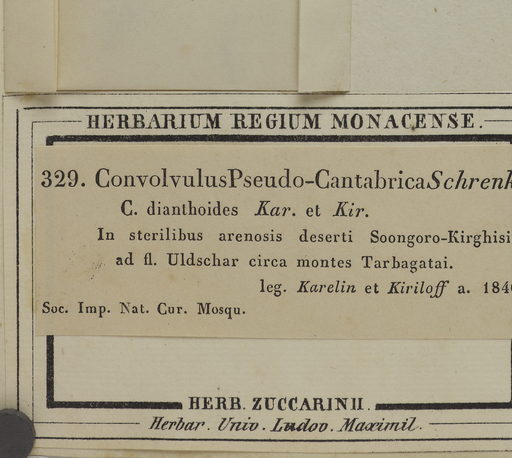 HERBARIUM REGIUM MONACENSE.
329. Convolvulus Pseudo-Cantabrica Schrenk
C. dianthoides Kar. et Kir.
In sterilibus arenosis deserti Soongoro-Kirghisi
ad fl. Uldschar circa montes Tarbagatai.
leg. Karelin et Kiriloff a. 184
Soc. Imp. Nat. Cur. Mosqu.
HERB. ZUCCARINII.
Herbar. Univ. Ludov. Maximil.